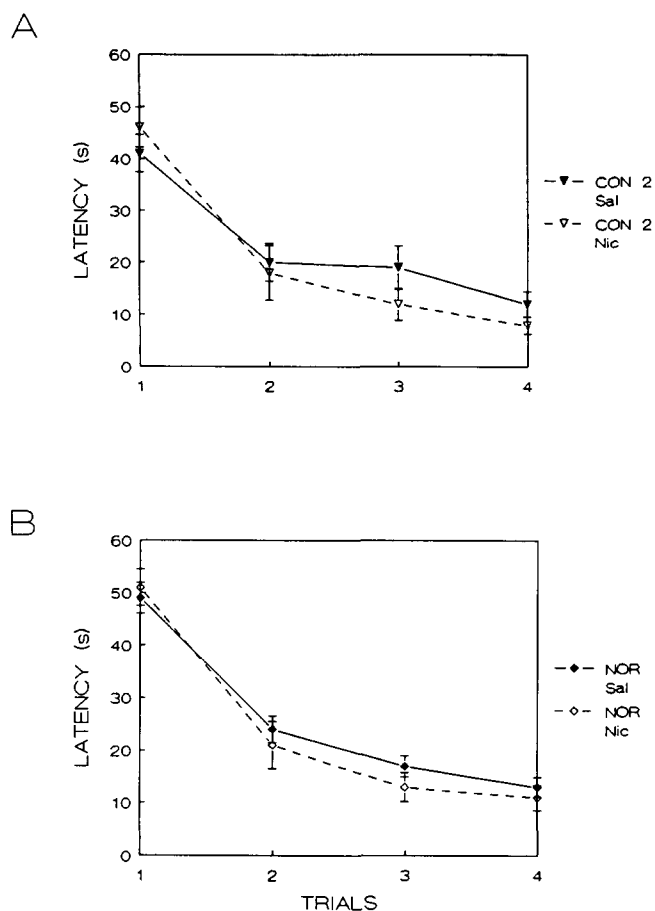 A
60
50
40
30
20
10
0
LATENCY (s)
1 2 3 4
CON 2
Sal
CON 2
Nic
B
60
50
40
30
20
10
0
LATENCY (s)
1 2 3 4
TRIALS
NOR
Sal
NOR
Nic